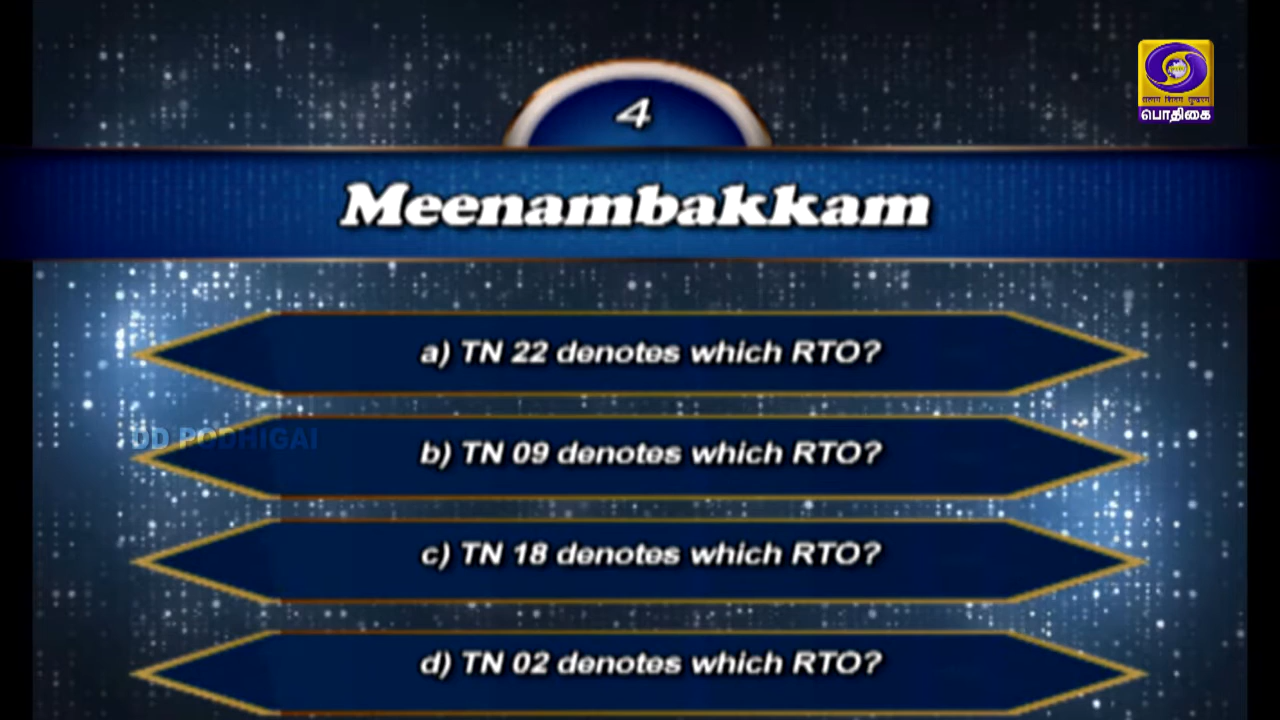 4
பொதிகை
Meenambakkam
a) TN 22 denotes which RTO?
DD PODHIGAI
b) TN 09 denotes which RTO?
c) TN 18 denotes which RTO?
d) TN 02 denotes which RTO?